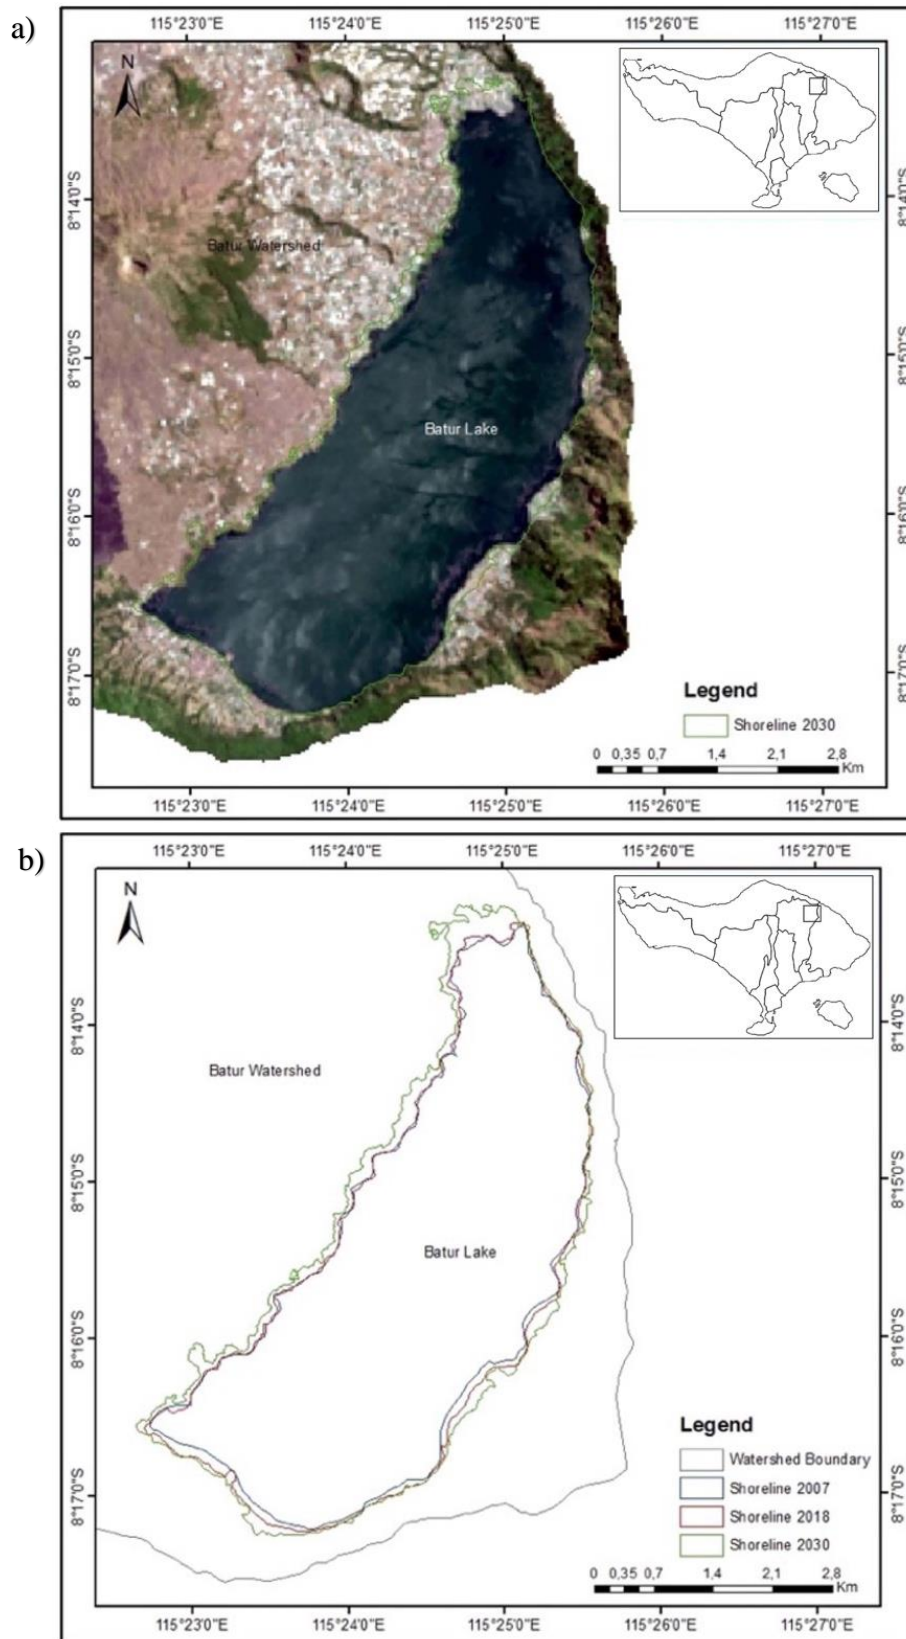 a)
115°23'0"E 115°24'0"E 115°25'0"E 115°26'0"E 115°27'0"E
N
8°14'0"S 8°14'0"S
Batur Watershed
8°15'0"S 8°15'0"S
Batur Lake
8°16'0"S 8°16'0"S
8°17'0"S 8°17'0"S
Legend
Shoreline 2030
0 0,35 0,7 1,4 2,1 2,8
Km
115°23'0"E 115°24'0"E 115°25'0"E 115°26'0"E 115°27'0"E
b)
115°23'0"E 115°24'0"E 115°25'0"E 115°26'0"E 115°27'0"E
N
8°14'0"S 8°14'0"S
Batur Watershed
8°15'0"S 8°15'0"S
Batur Lake
8°16'0"S 8°16'0"S
Legend
Watershed Boundary
Shoreline 2007
8°17'0"S 8°17'0"S
Shoreline 2018
Shoreline 2030
0 0,35 0,7 1,4 2,1 2,8
Km
115°23'0"E 115°24'0"E 115°25'0"E 115°26'0"E 115°27'0"E